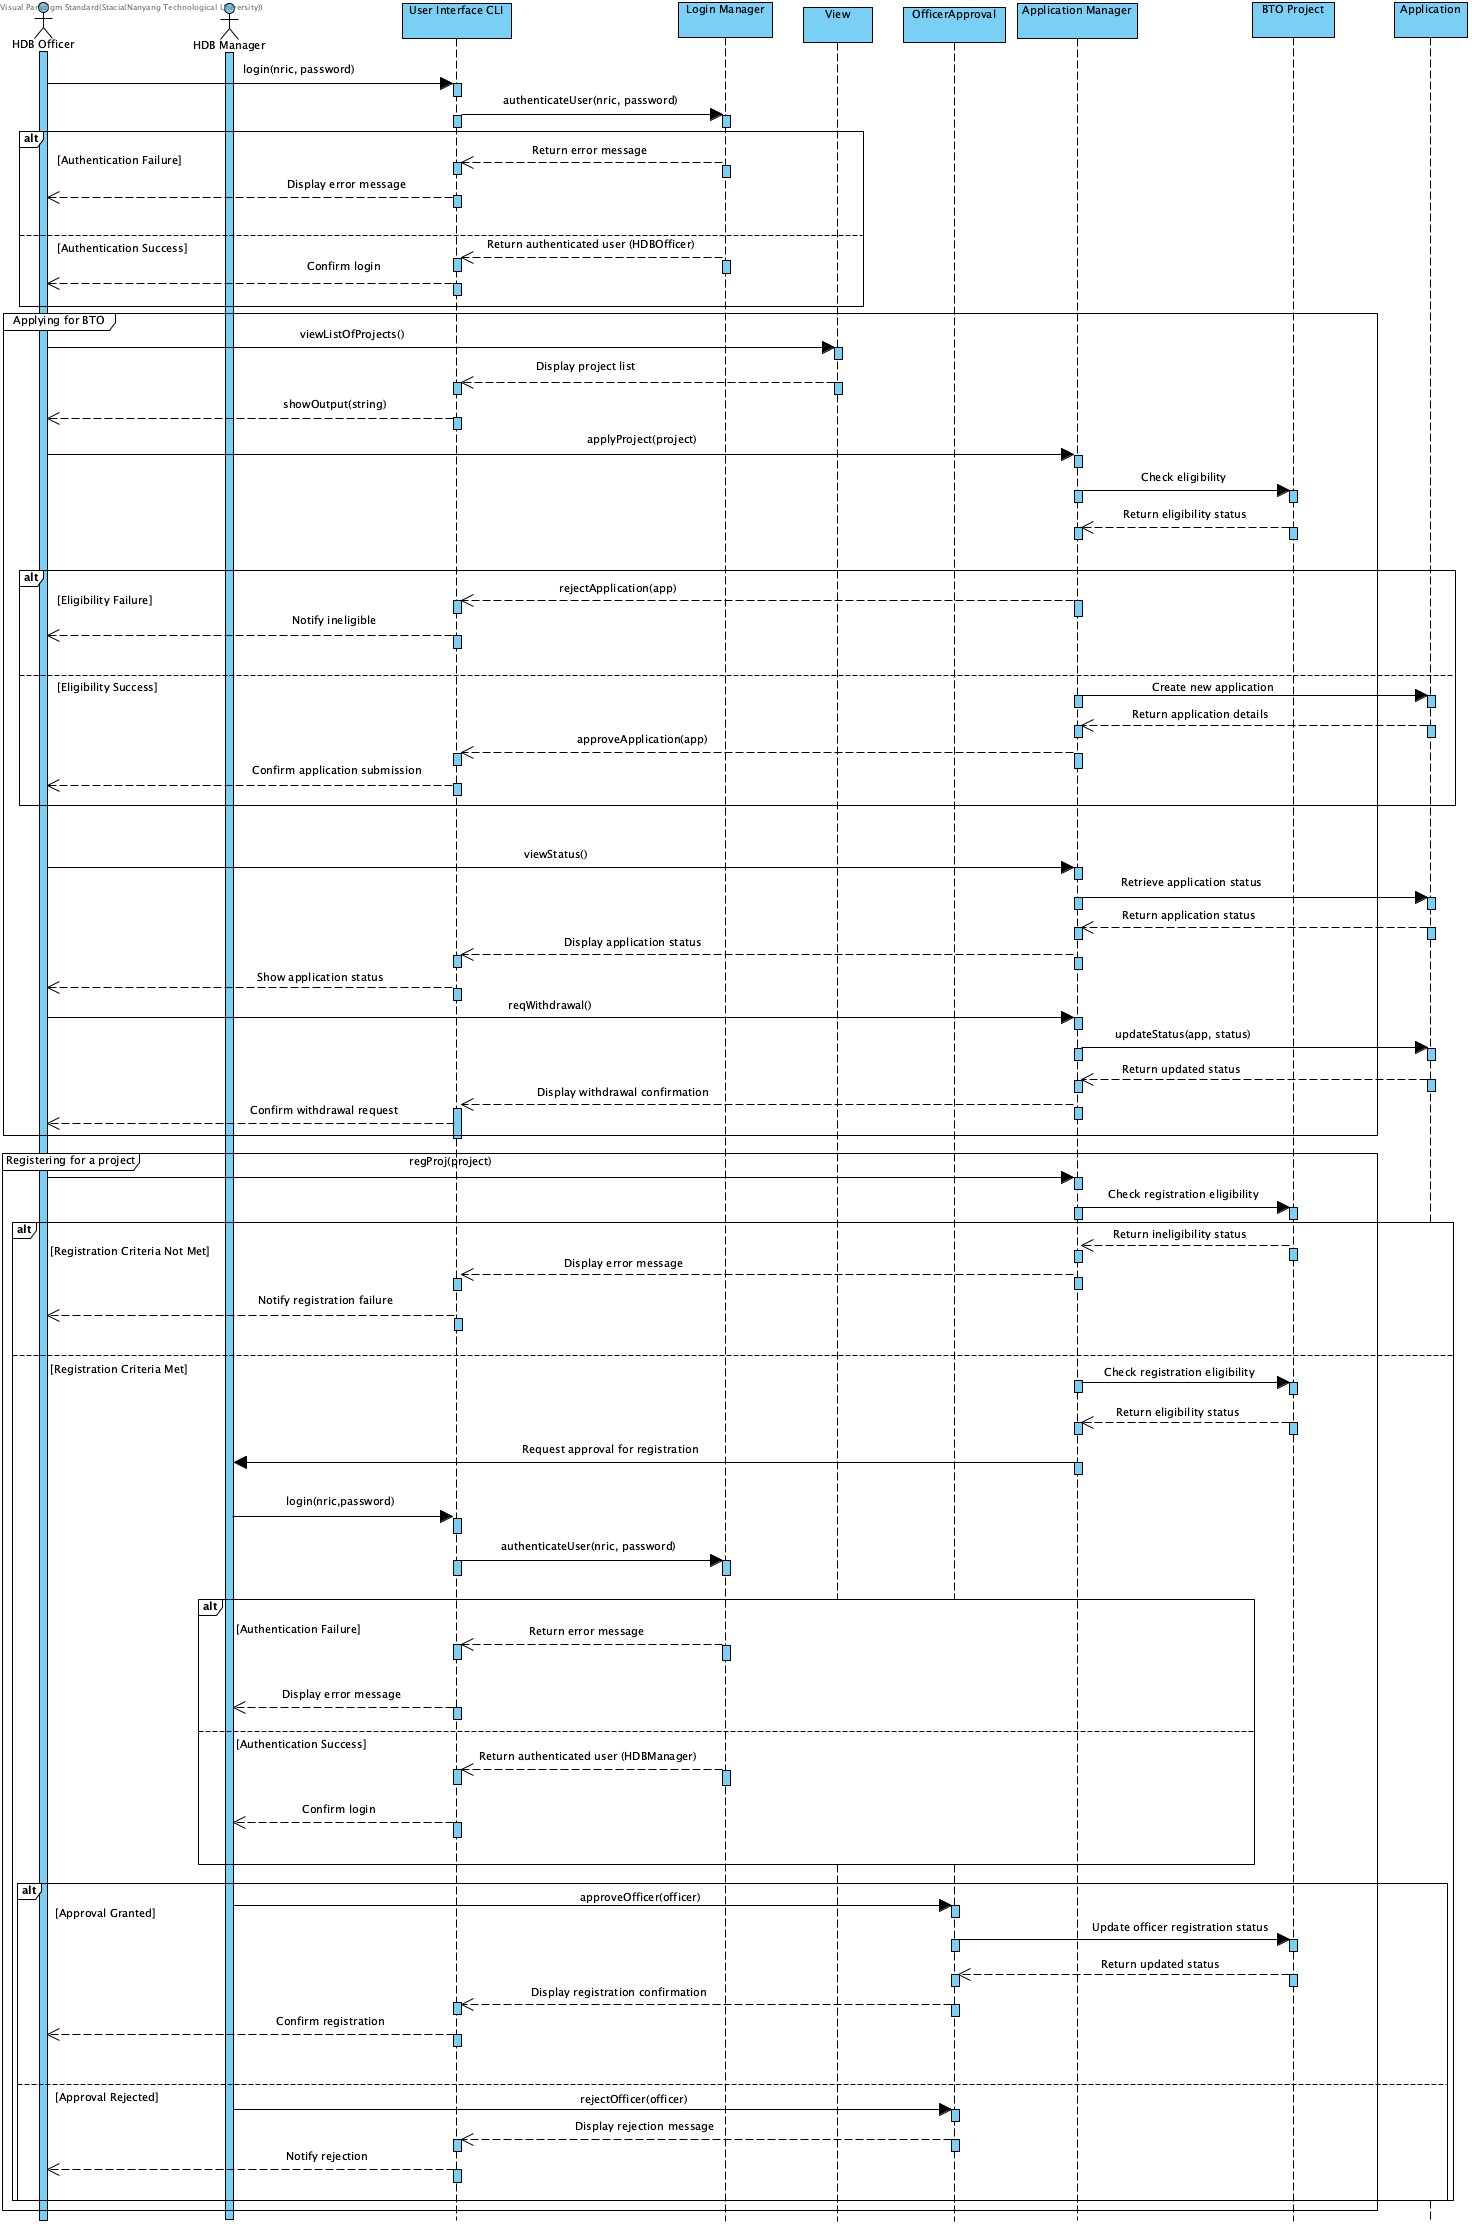 Visual Paradigm Standard(Stacia(Nanyang Technological University))
HDB Officer
HDB Manager
User Interface CLI
Login Manager
View
OfficerApproval
Application Manager
BTO Project
Application
login(nric, password)
authenticateUser(nric, password)
alt
[Authentication Failure]
Return error message
Display error message
[Authentication Success]
Return authenticated user (HDBOfficer)
Confirm login
Applying for BTO
viewListOfProjects()
Display project list
showOutput(string)
applyProject(project)
Check eligibility
Return eligibility status
alt
[Eligibility Failure]
rejectApplication(app)
Notify ineligible
[Eligibility Success]
Create new application
Return application details
approveApplication(app)
Confirm application submission
viewStatus()
Retrieve application status
Return application status
Display application status
Show application status
reqWithdrawal()
updateStatus(app, status)
Return updated status
Display withdrawal confirmation
Confirm withdrawal request
Registering for a project
regProj(project)
Check registration eligibility
alt
[Registration Criteria Not Met]
Return ineligibility status
Display error message
Notify registration failure
[Registration Criteria Met]
Check registration eligibility
Return eligibility status
Request approval for registration
login(nric,password)
authenticateUser(nric, password)
alt
[Authentication Failure]
Return error message
Display error message
[Authentication Success]
Return authenticated user (HDBManager)
Confirm login
alt
[Approval Granted]
approveOfficer(officer)
Update officer registration status
Return updated status
Display registration confirmation
Confirm registration
[Approval Rejected]
rejectOfficer(officer)
Display rejection message
Notify rejection